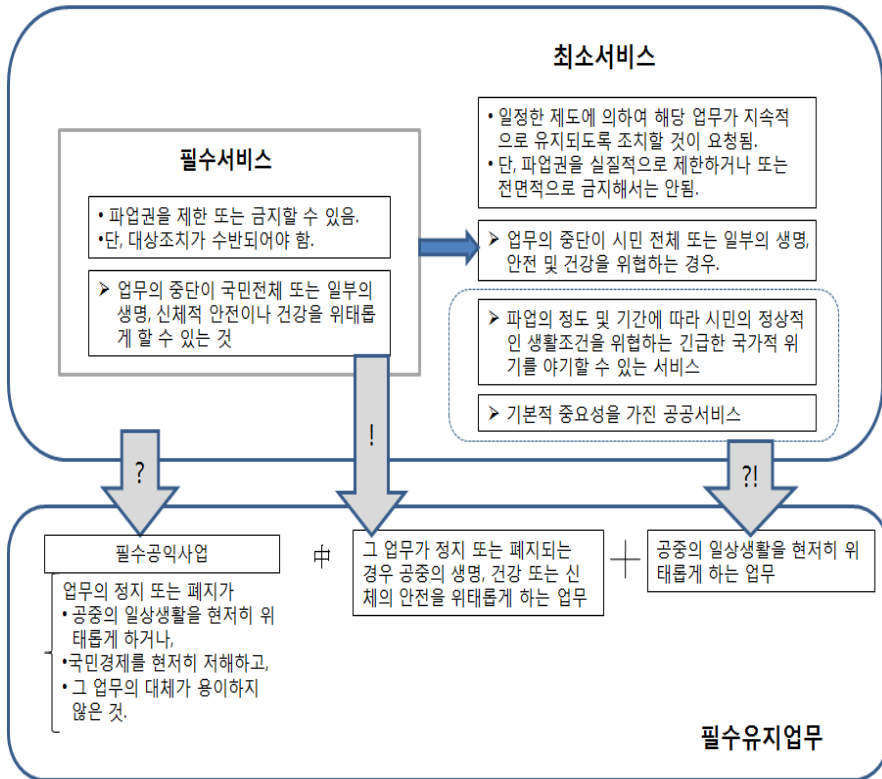 최소서비스
• 일정한 제도에 의하여 해당 업무가 지속적
으로 유지되도록 조치할 것이 요청됨.
• 단, 파업권을 실질적으로 제한하거나 또는
전면적으로 금지해서는 안됨.
필수서비스
• 파업권을 제한 또는 금지할 수 있음.
•단, 대상조치가 수반되어야 함.
➢ 업무의 중단이 국민전체 또는 일부의
생명, 신체적 안전이나 건강을 위태롭
게 할 수 있는 것
➢ 업무의 중단이 시민 전체 또는 일부의 생명,
안전 및 건강을 위협하는 경우.
➢ 파업의 정도 및 기간에 따라 시민의 정상적
인 생활조건을 위협하는 긴급한 국가적 위
기를 야기할 수 있는 서비스
➢ 기본적 중요성을 가진 공공서비스
?
!
?!
필수공익사업
中
그 업무가 정지 또는 폐지되는
경우 공중의 생명, 건강 또는 신
체의 안전을 위태롭게 하는 업무
공중의 일상생활을 현저히 위
태롭게 하는 업무
업무의 정지 또는 폐지가
• 공중의 일상생활을 현저히 위
태롭게 하거나,
•국민경제를 현저히 저해하고,
• 그 업무의 대체가 용이하지
않은 것.
필수유지업무